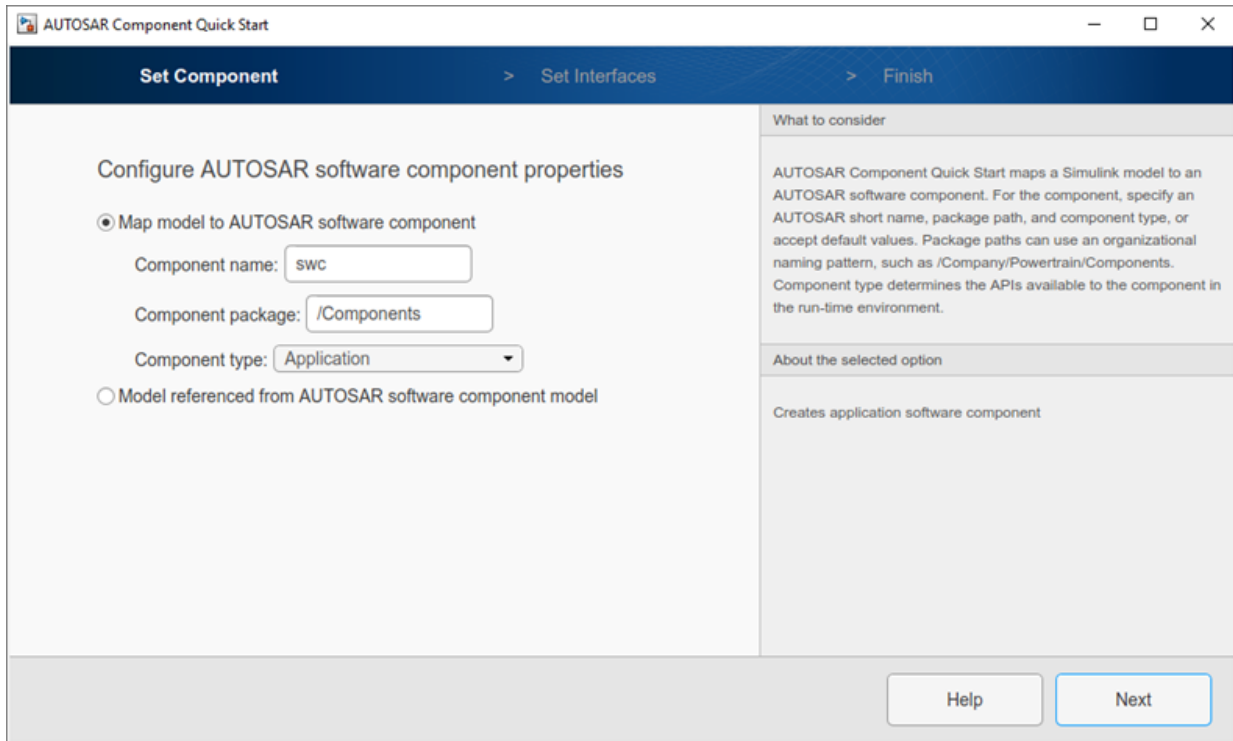 AUTOSAR Component Quick Start
Set Component > Set Interfaces > Finish
Configure AUTOSAR software component properties
Map model to AUTOSAR software component
Component name: swc
Component package: /Components
Component type: Application
Model referenced from AUTOSAR software component model
What to consider
AUTOSAR Component Quick Start maps a Simulink model to an
AUTOSAR software component. For the component, specify an
AUTOSAR short name, package path, and component type, or
accept default values. Package paths can use an organizational
naming pattern, such as /Company/Powertrain/Components.
Component type determines the APIs available to the component in
the run-time environment.
About the selected option
Creates application software component
Help
Next